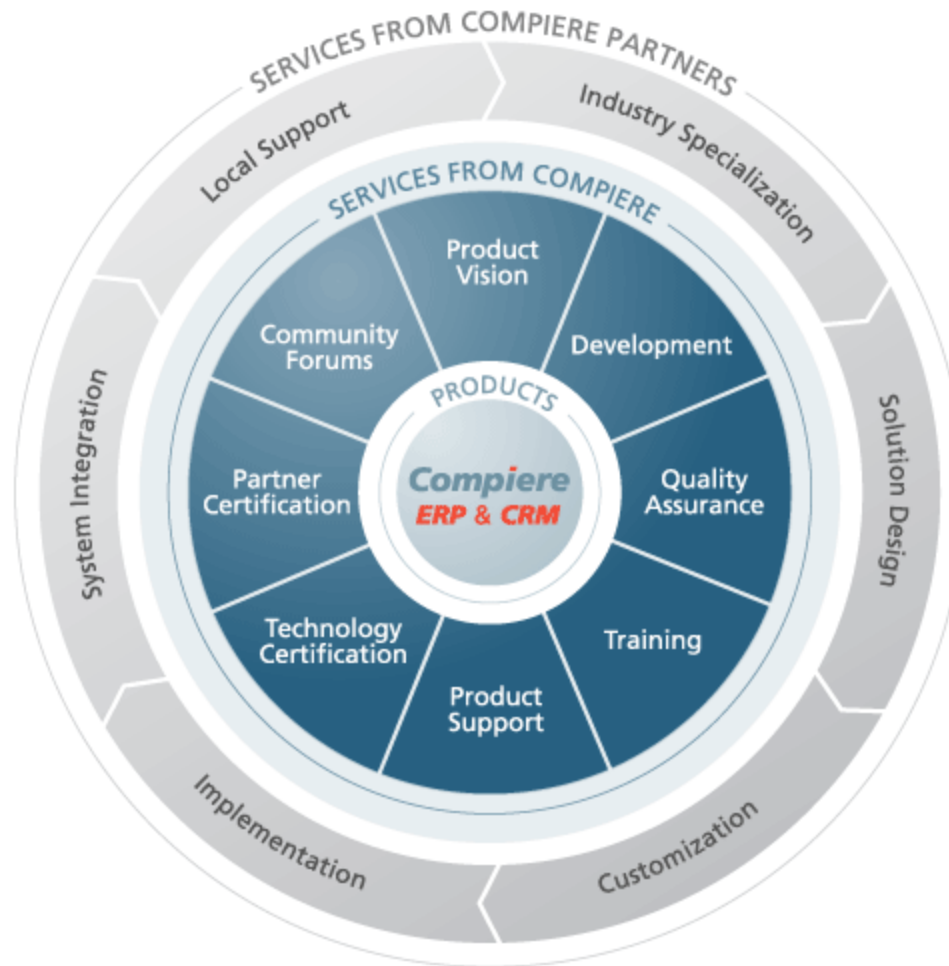 SERVICES FROM COMPIERE PARTNERS
Industry Specialization
Solution Design
Customization
Implementation
System Integration
Local Support
SERVICES FROM COMPIERE
Product
Vision
Development
Quality
Assurance
Training
Product
Support
Technology
Certification
Partner
Certification
Community
Forums
PRODUCTS
Compiere
ERP & CRM